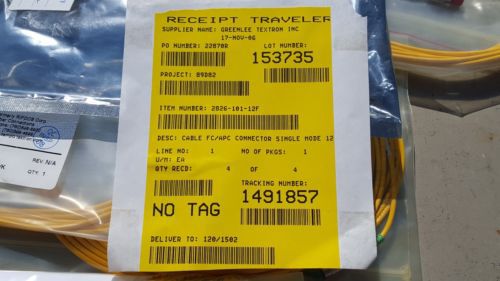 RECEIPT TRAVELER
SUPPLIER NAME: GREENLEE TEXTRON INC
17-NOV-06
PO NUMBER: 22870R LOT NUMBER:
153735
PROJECT: 89D82
ITEM NUMBER: 2026-101-12F
DESC: CABLE FC/APC CONNECTOR SINGLE MODE 12
LINE NO: 1 NO OF PKGS: 1
U/M: EA
QTY RECD: 4 OF 4
TRACKING NUMBER:
NO TAG 1491857
DELIVER TO: 120/1502
REV. N/A
QTY. 1